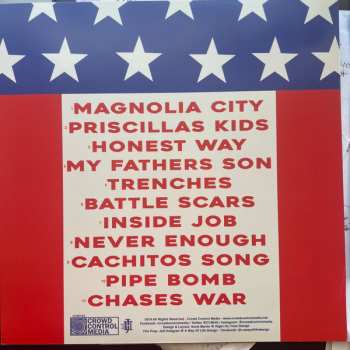 MAGNOLIA CITY
PRISCILLAS KIDS
HONEST WAY
MY FATHERS SON
TRENCHES
BATTLE SCARS
INSIDE JOB
NEVER ENOUGH
CACHITOS SONG
PIPE BOMB
CHASES WAR
CROWD
CONTROL
MEDIA